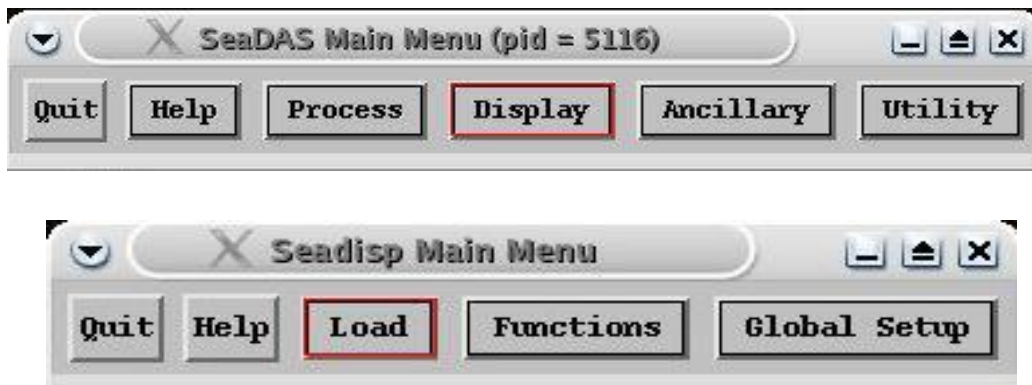 SeaDAS Main Menu (pid = 5116)
Quit Help Process Display Ancillary Utility
Seadisp Main Menu
Quit Help Load Functions Global Setup